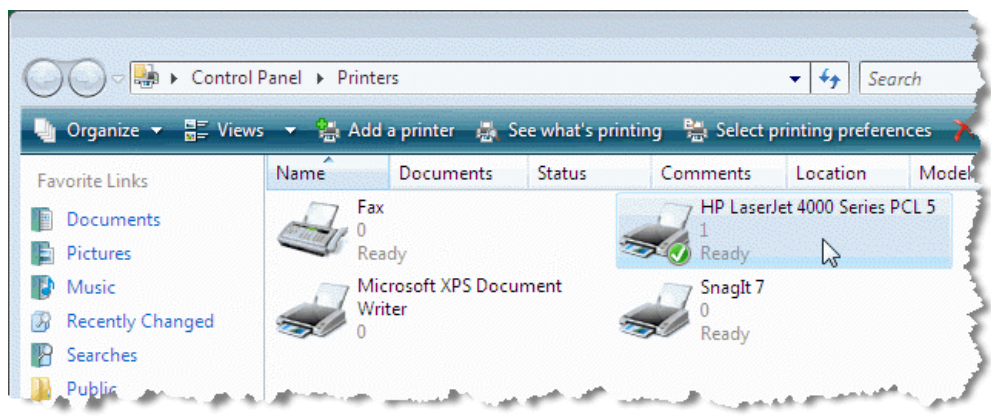 Control Panel ▸ Printers Search
Organize Views Add a printer See what's printing Select printing preferences
Favorite Links
Documents
Pictures
Music
Recently Changed
Searches
Public
Name Documents Status Comments Location Model
Fax
0
Ready
HP LaserJet 4000 Series PCL 5
1
Ready
Microsoft XPS Document
Writer
0
SnagIt 7
0
Ready